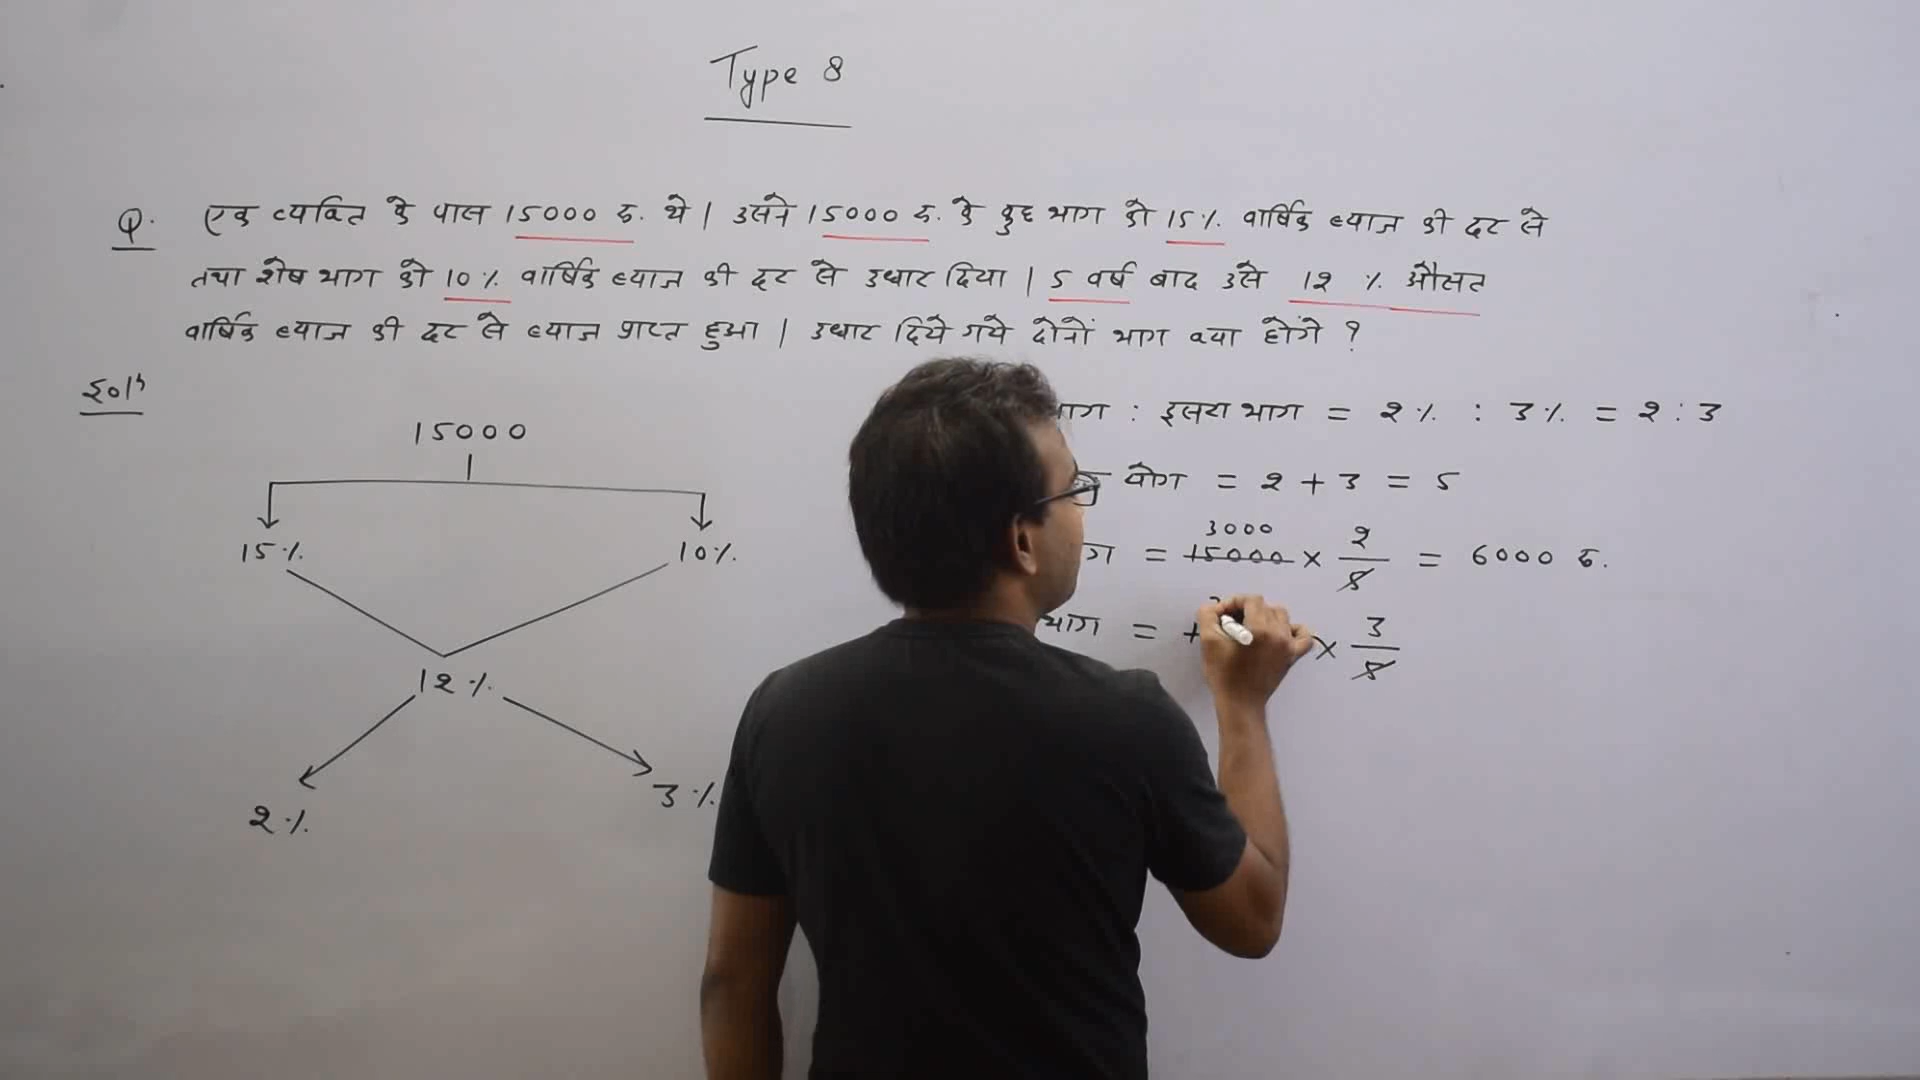 Type 8
Q. एक व्यक्ति के पास 15000 रु. थे | उसने 15000 रु. के कुछ भाग को 15% वार्षिक ब्याज की दर से
तथा शेष भाग को 10% वार्षिक ब्याज की दर से उधार दिया | 5 वर्ष बाद उसे 12 % औसत
वार्षिक ब्याज की दर से ब्याज प्राप्त हुआ | उधार दिये गये दोनों भाग क्या होंगे ?
Solⁿ
15000
15% 10%
12%
2% 3%
भाग : दूसरा भाग = 2% : 3% = 2 : 3
योग = 2 + 3 = 5
3000
= 15000 × 2/5 = 6000 रु.
भाग = × 3/5